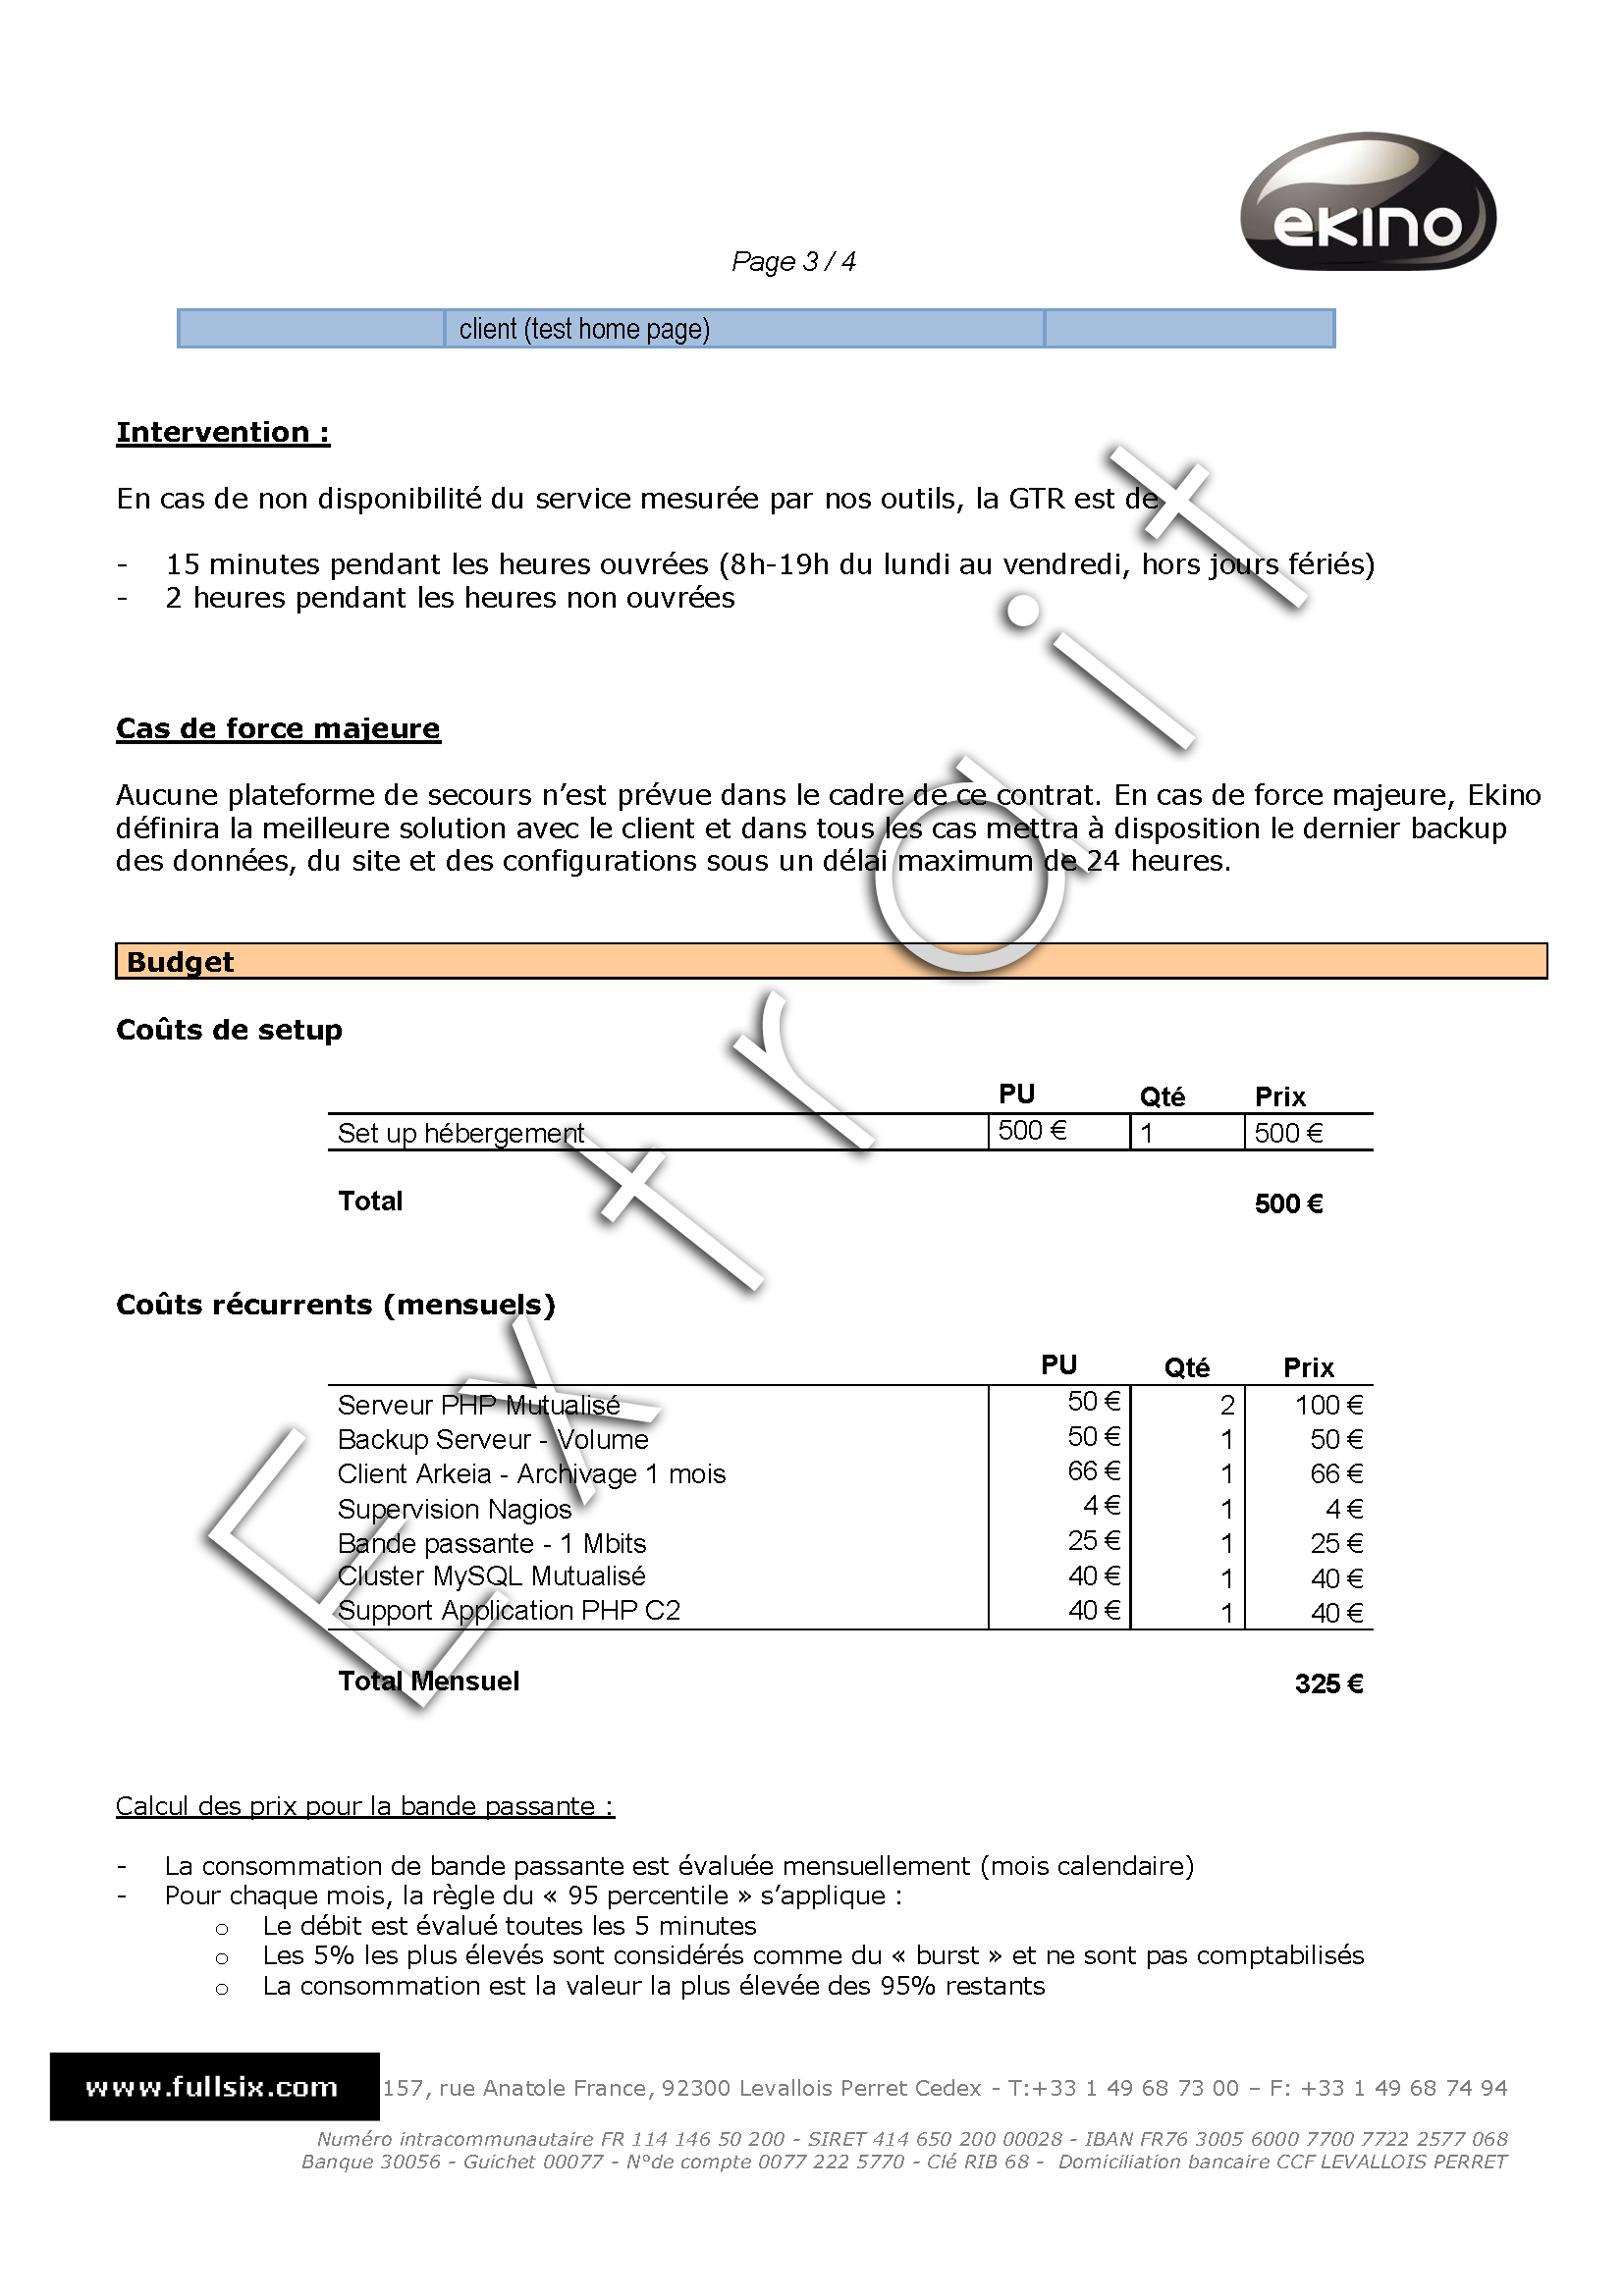 ekino
Page 3 / 4
client (test home page)
Intervention :
En cas de non disponibilité du service mesurée par nos outils, la GTR est de
- 15 minutes pendant les heures ouvrées (8h-19h du lundi au vendredi, hors jours fériés)
- 2 heures pendant les heures non ouvrées
Cas de force majeure
Aucune plateforme de secours n’est prévue dans le cadre de ce contrat. En cas de force majeure, Ekino
définira la meilleure solution avec le client et dans tous les cas mettra à disposition le dernier backup
des données, du site et des configurations sous un délai maximum de 24 heures.
Budget
Coûts de setup
PU Qté Prix
Set up hébergement 500 € 1 500 €
Total 500 €
Coûts récurrents (mensuels)
PU Qté Prix
Serveur PHP Mutualisé 50 € 2 100 €
Backup Serveur - Volume 50 € 1 50 €
Client Arkeia - Archivage 1 mois 66 € 1 66 €
Supervision Nagios 4 € 1 4 €
Bande passante - 1 Mbits 25 € 1 25 €
Cluster MySQL Mutualisé 40 € 1 40 €
Support Application PHP C2 40 € 1 40 €
Total Mensuel 325 €
Extrait
Calcul des prix pour la bande passante :
- La consommation de bande passante est évaluée mensuellement (mois calendaire)
- Pour chaque mois, la règle du « 95 percentile » s’applique :
o Le débit est évalué toutes les 5 minutes
o Les 5% les plus élevés sont considérés comme du « burst » et ne sont pas comptabilisés
o La consommation est la valeur la plus élevée des 95% restants
www.fullsix.com 157, rue Anatole France, 92300 Levallois Perret Cedex - T:+33 1 49 68 73 00 – F: +33 1 49 68 74 94
Numéro intracommunautaire FR 114 146 50 200 - SIRET 414 650 200 00028 - IBAN FR76 3005 6000 7700 7722 2577 068
Banque 30056 - Guichet 00077 - N°de compte 0077 222 5770 - Clé RIB 68 - Domiciliation bancaire CCF LEVALLOIS PERRET